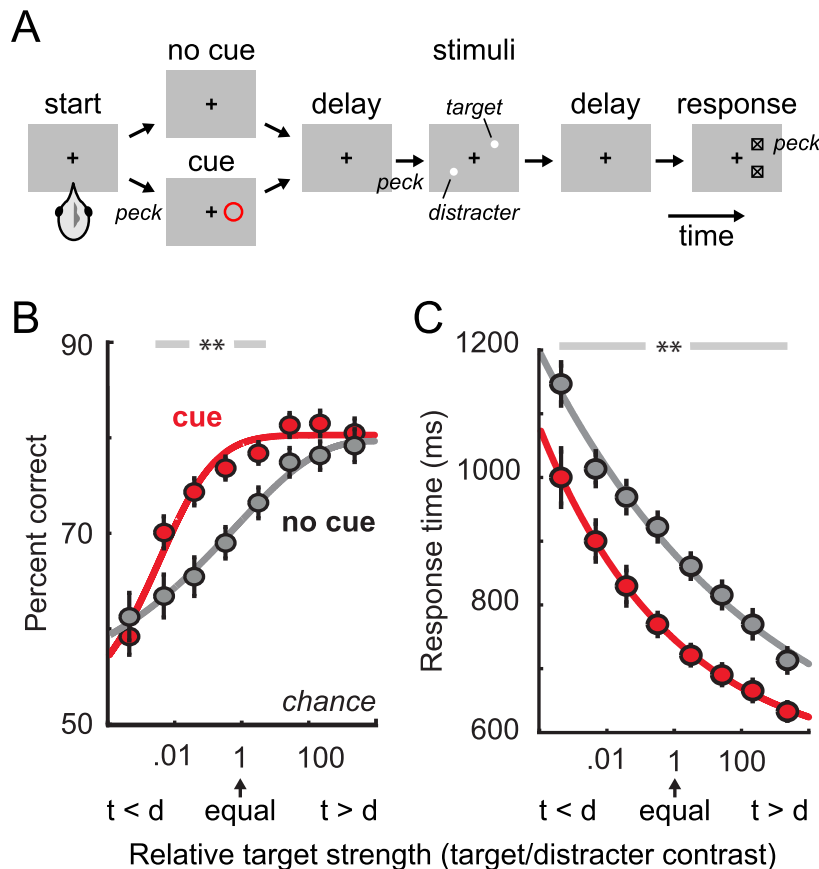 A
no cue
stimuli
start
delay
target
delay
response
peck
cue
peck
peck
distracter
time
B
90
**
cue
70
no cue
Percent correct
chance
50
.01
1
100
t < d
equal
t > d
C
1200
**
1000
Response time (ms)
800
600
.01
1
100
t < d
equal
t > d
Relative target strength (target/distracter contrast)